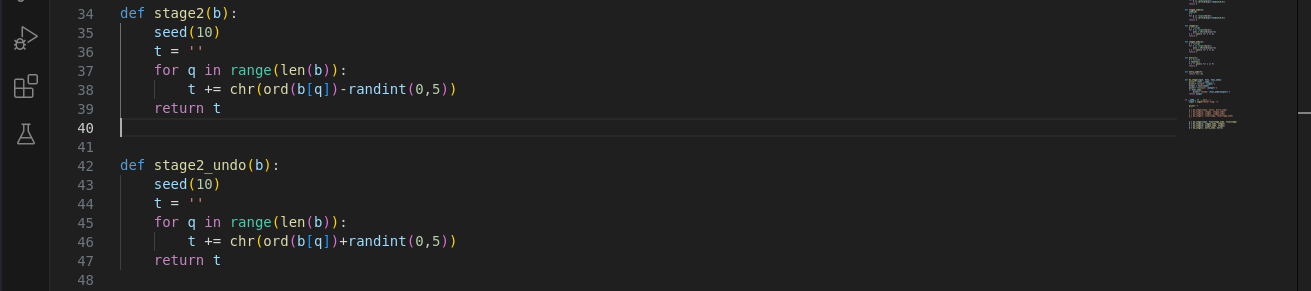 34 def stage2(b):
35 seed(10)
36 t = ''
37 for q in range(len(b)):
38 t += chr(ord(b[q])-randint(0,5))
39 return t
40
41
42 def stage2_undo(b):
43 seed(10)
44 t = ''
45 for q in range(len(b)):
46 t += chr(ord(b[q])+randint(0,5))
47 return t
48